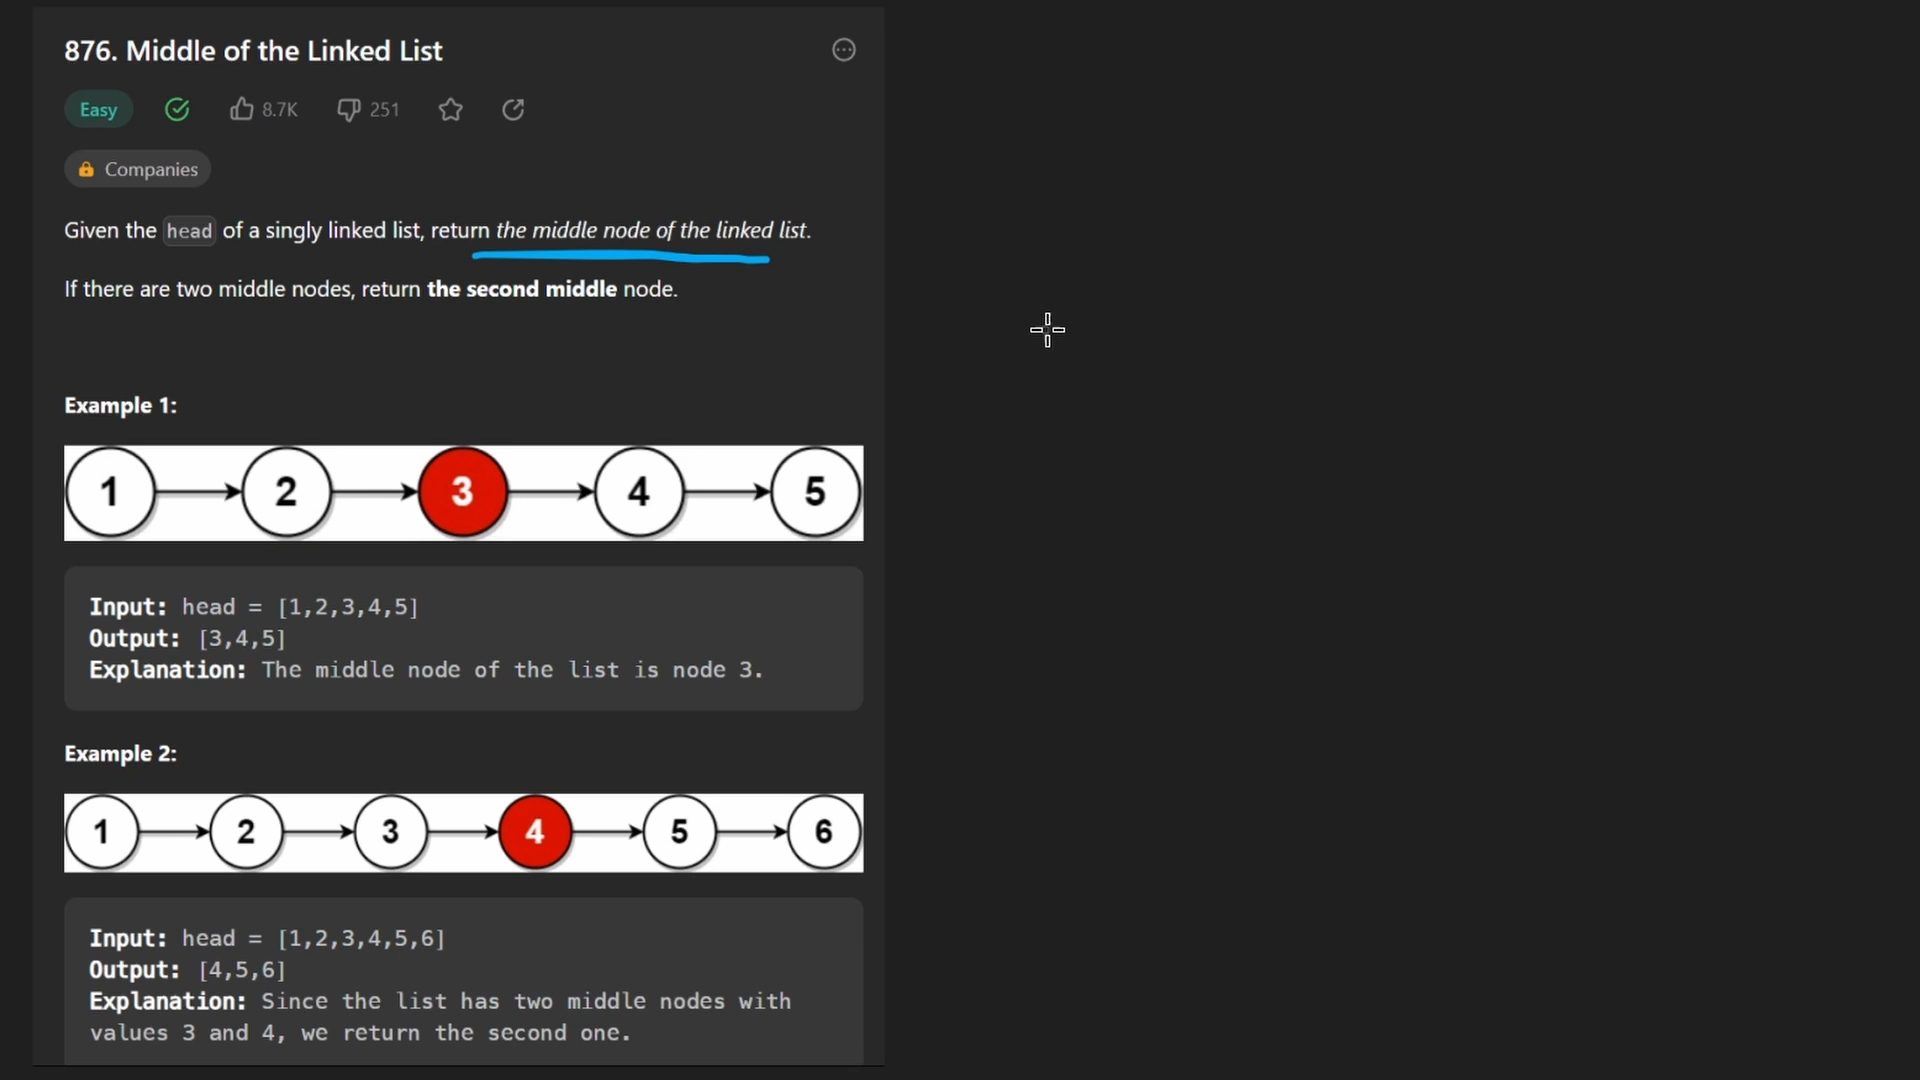 876. Middle of the Linked List
Easy 8.7K 251
Companies
Given the head of a singly linked list, return the middle node of the linked list.
If there are two middle nodes, return the second middle node.
Example 1:
1 2 3 4 5
Input: head = [1,2,3,4,5]
Output: [3,4,5]
Explanation: The middle node of the list is node 3.
Example 2:
1 2 3 4 5 6
Input: head = [1,2,3,4,5,6]
Output: [4,5,6]
Explanation: Since the list has two middle nodes with
values 3 and 4, we return the second one.